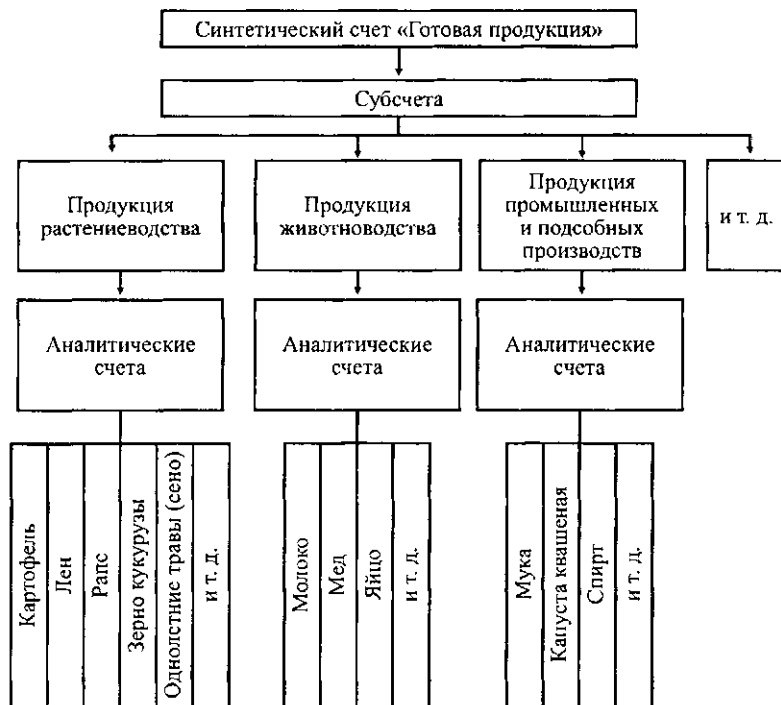 Синтетический счет «Готовая продукция»
Субсчета
Продукция
растениеводства
Продукция
животноводства
Продукция
промышленных
и подсобных
производств
и т. д.
Аналитические
счета
Аналитические
счета
Аналитические
счета
Картофель
Лен
Рапс
Зерно кукурузы
Однолетние травы (сено)
и т. д.
Молоко
Мед
Яйцо
и т. д.
Мука
Капуста квашеная
Спирт
и т. д.